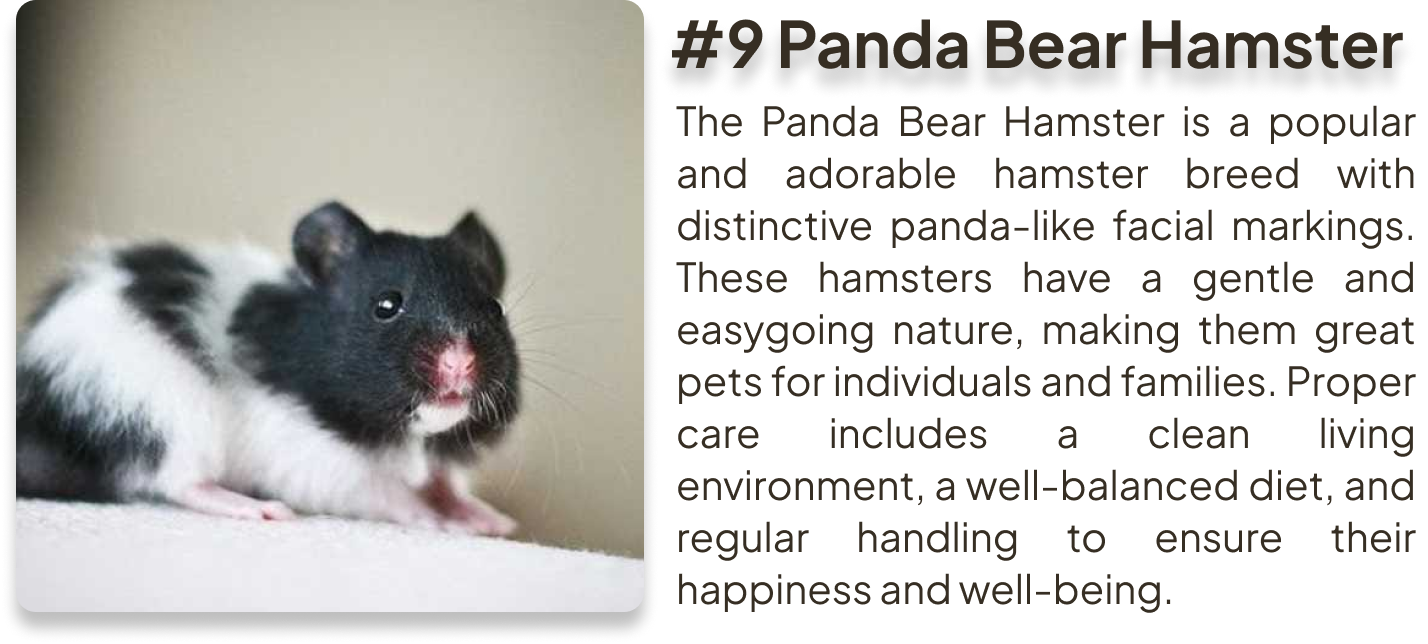 #9 Panda Bear Hamster
The Panda Bear Hamster is a popular
and adorable hamster breed with
distinctive panda-like facial markings.
These hamsters have a gentle and
easygoing nature, making them great
pets for individuals and families. Proper
care includes a clean living
environment, a well-balanced diet, and
regular handling to ensure their
happiness and well-being.